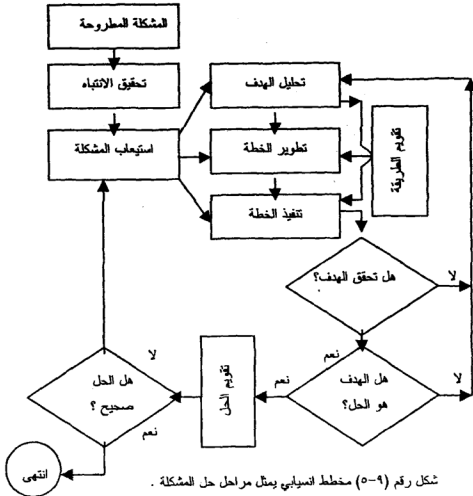 المشكلة المطروحة
تحقيق الانتباه
تحليل الهدف
استيعاب المشكلة
تطوير الخطة
تقويم الطريقة
تنفيذ الخطة
هل تحقق الهدف؟
لا
نعم
هل الهدف
هو الحل؟
لا
نعم
تقويم الحل
لا
هل الحل
صحيح ؟
نعم
انتهى
شكل رقم (٩-٥) مخطط انسيابي يمثل مراحل حل المشكلة .